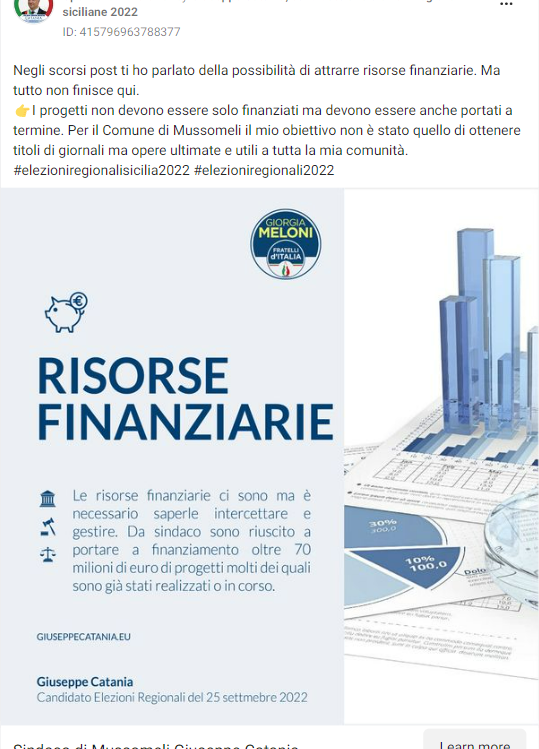 siciliane 2022
ID: 415796963788377
Negli scorsi post ti ho parlato della possibilità di attrarre risorse finanziarie. Ma
tutto non finisce qui.
👉I progetti non devono essere solo finanziati ma devono essere anche portati a
termine. Per il Comune di Mussomeli il mio obiettivo non è stato quello di ottenere
titoli di giornali ma opere ultimate e utili a tutta la mia comunità.
#elezioniregionalisicilia2022 #elezioniregionali2022
GIORGIA
MELONI
FRATELLI
d'ITALIA
RISORSE
FINANZIARIE
Le risorse finanziarie ci sono ma è
necessario saperle intercettare e
gestire. Da sindaco sono riuscito a
portare a finanziamento oltre 70
milioni di euro di progetti molti dei quali
sono già stati realizzati o in corso.
30%
300.0
10%
100.0
GIUSEPPECATANIA.EU
Giuseppe Catania
Candidato Elezioni Regionali del 25 settmebre 2022
Sindaco di Mussomeli Giuseppe Catania
Learn more